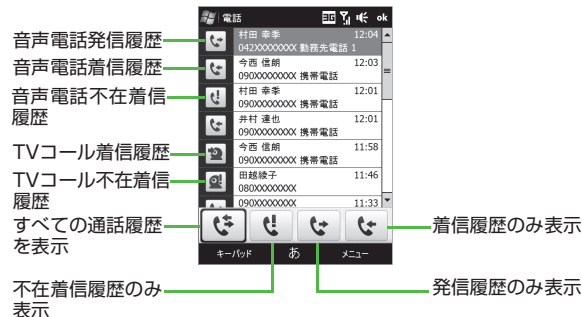 電話
3G
ok
音声電話発信履歴
音声電話着信履歴
音声電話不在着信
履歴
TVコール着信履歴
TVコール不在着信
履歴
すべての通話履歴
を表示
不在着信履歴のみ
表示
村田 幸季 12:04
042XXXXXXXX 勤務先電話 1
今西 信朗 12:03
090XXXXXXXX 携帯電話
村田 幸季 12:01
090XXXXXXXX 携帯電話
井村 達也 12:01
090XXXXXXXX 携帯電話
今西 信朗 11:58
090XXXXXXXX 携帯電話
田越綾子 11:46
080XXXXXXXX
090XXXXXXXX 11:33
キーパッド あ メニュー
着信履歴のみ表示
発信履歴のみ表示